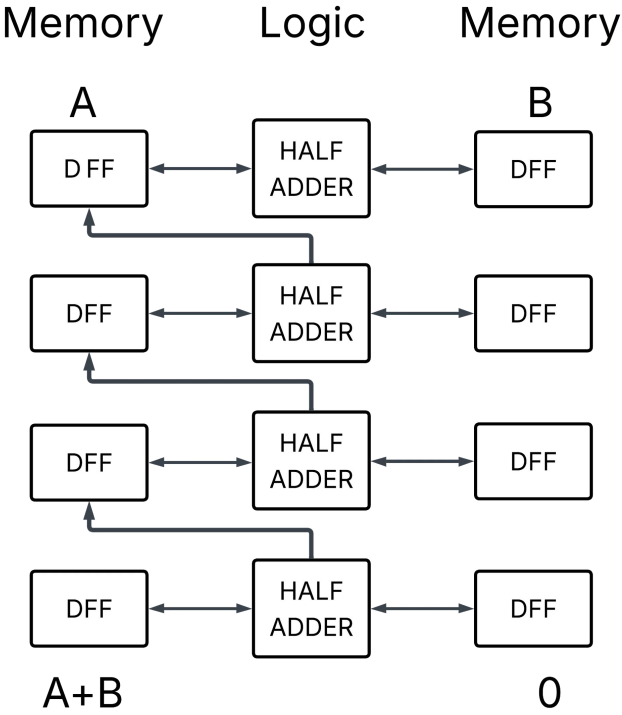 Memory Logic Memory
A B
D FF
HALF
ADDER
DFF
DFF
HALF
ADDER
DFF
DFF
HALF
ADDER
DFF
DFF
HALF
ADDER
DFF
A+B 0